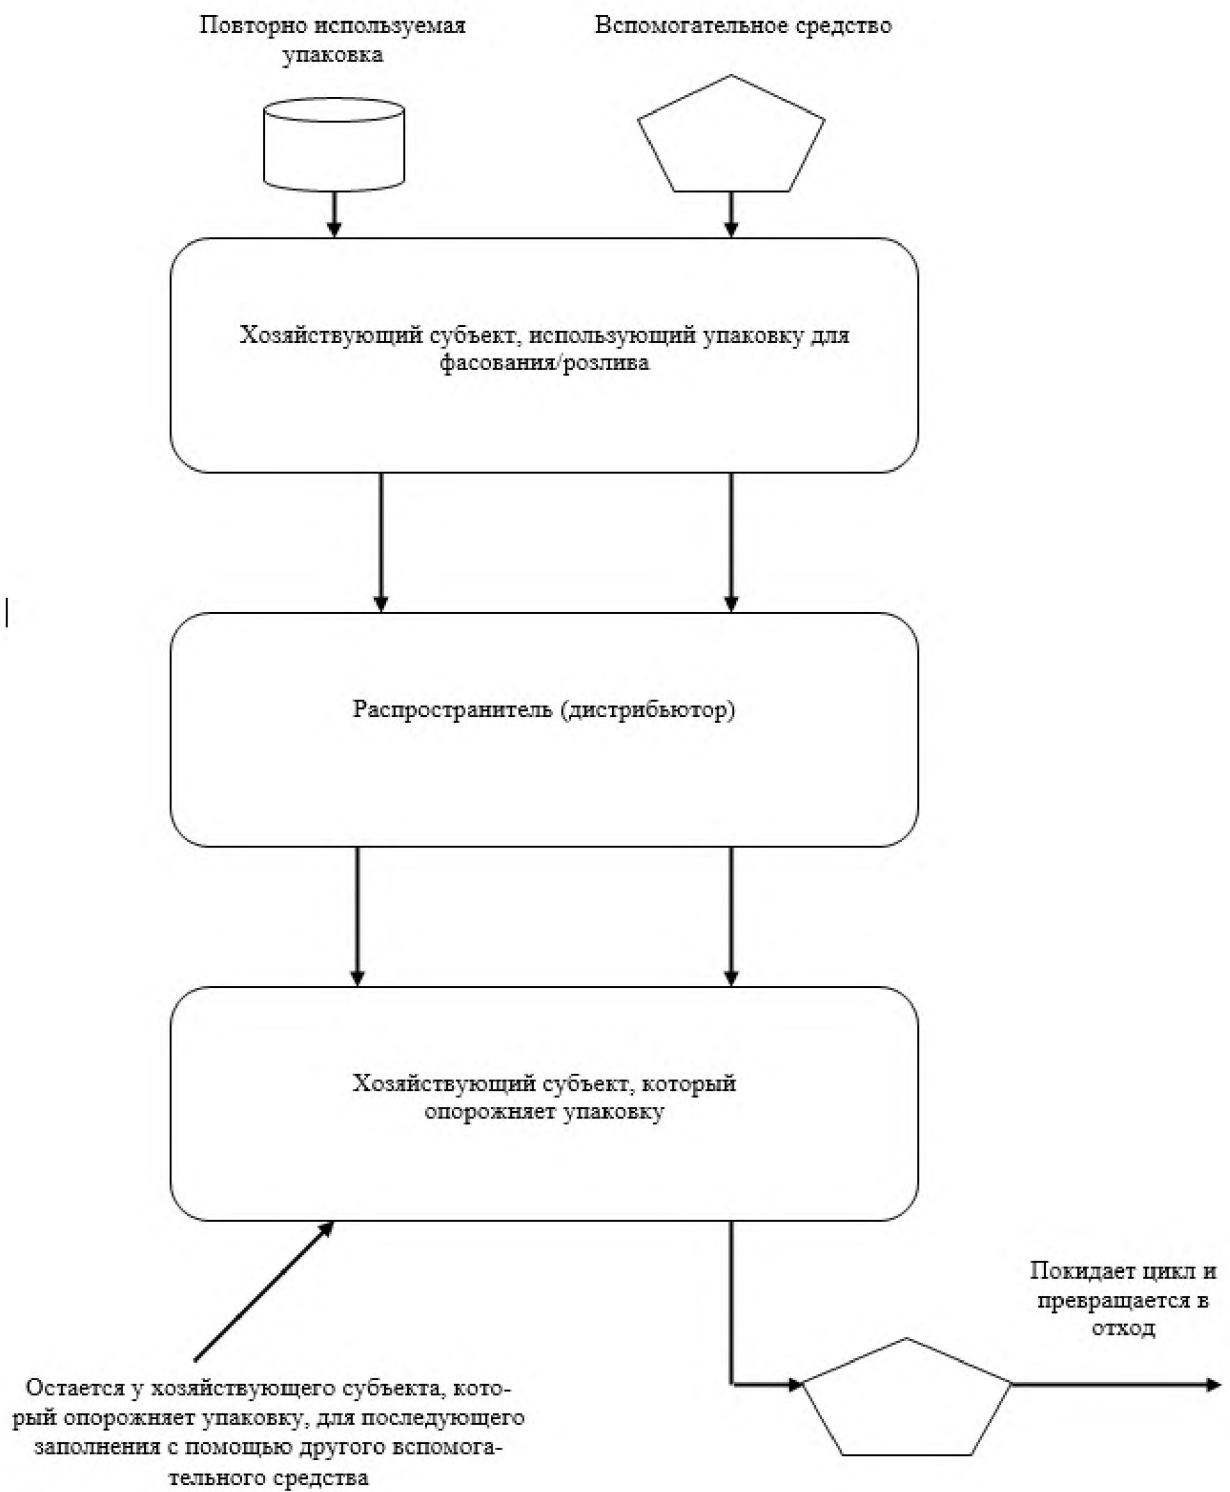 Повторно используемая
упаковка
Вспомогательное средство
Хозяйствующий субъект, использующий упаковку для
фасования/розлива
Распространитель (дистрибьютор)
Хозяйствующий субъект, который
опорожняет упаковку
Покидает цикл и
превращается в
отход
Остается у хозяйствующего субъекта, кото-
рый опорожняет упаковку, для последующего
заполнения с помощью другого вспомога-
тельного средства